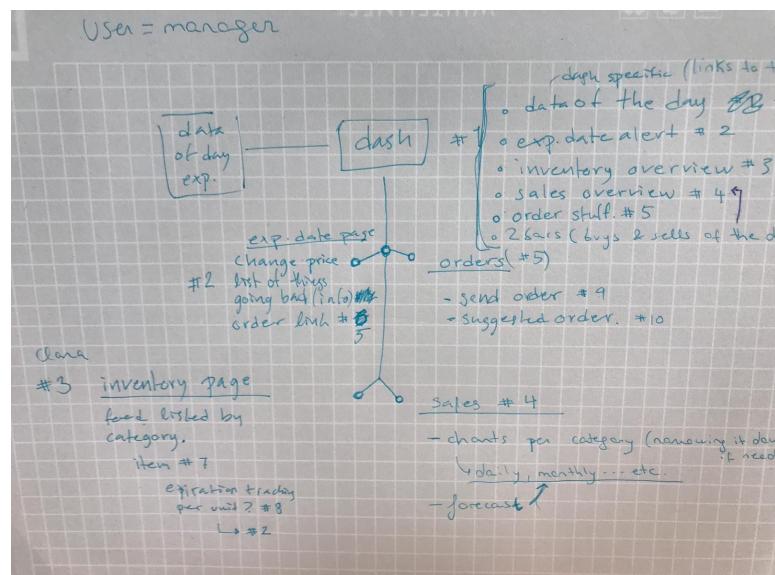 User = manager
dash specific (links to t
data of the day
exp. date alert # 2
inventory overview # 3
sales overview # 4
order stuff. # 5
2 bars (buys & sells of the d
#1
dash
data
of day
exp.
exp. date page
change price
#2 list of things
going bad (info)
order link #
5
orders (#5)
- send order #9
- suggested order. #10
Clara
#3 inventory page
food listed by
category.
item # 7
expiration tracking
per unit? #8
↳ #2
sales # 4
- charts per category (narrowing it dow
if need
↳ daily, monthly ... etc.
- forecast